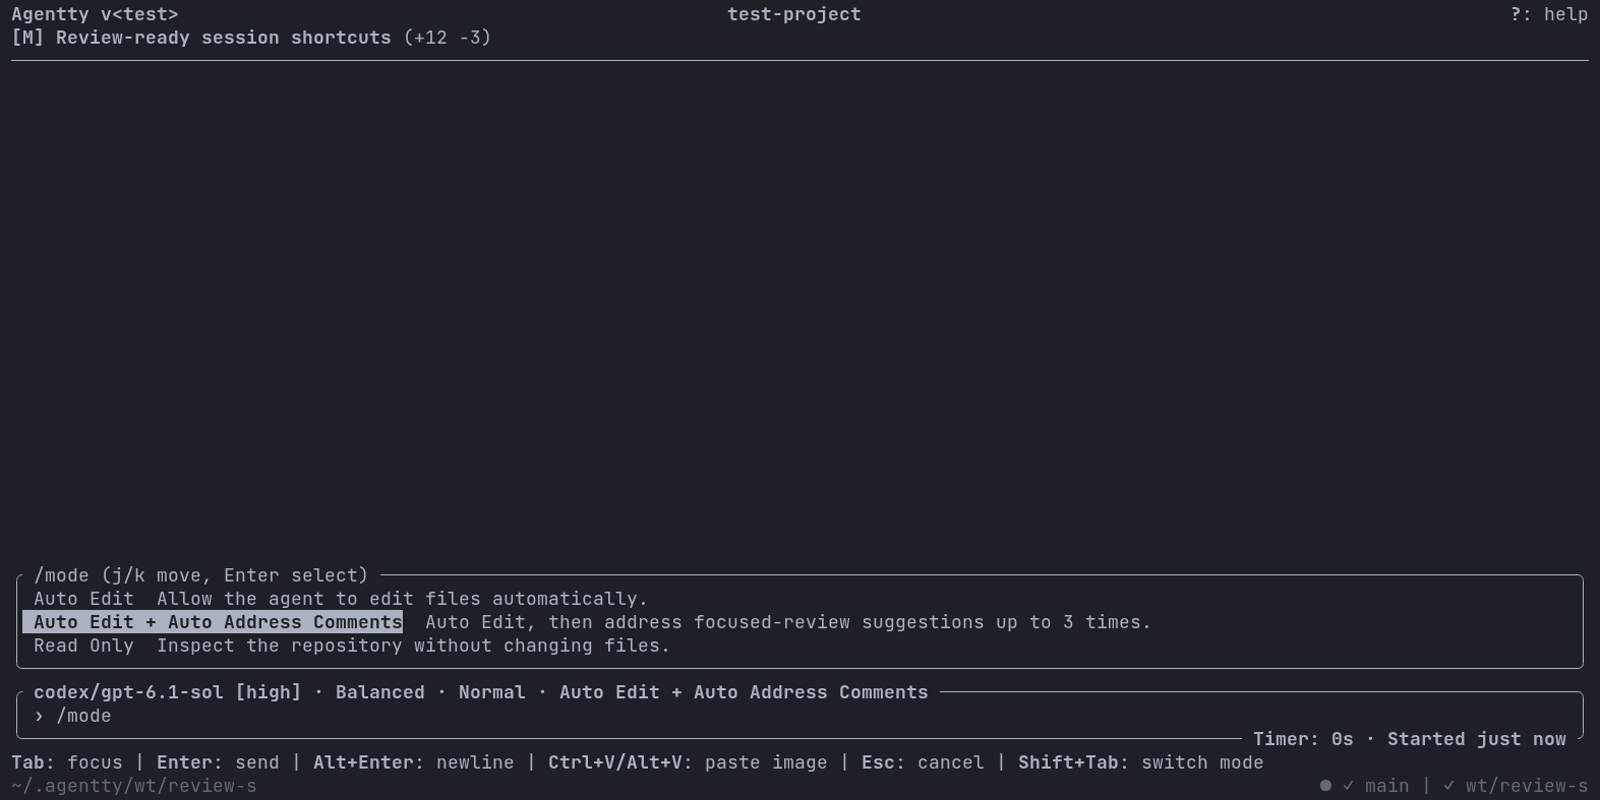 Agentty v<test> test-project ?: help
[M] Review-ready session shortcuts (+12 -3)
/mode (j/k move, Enter select)
Auto Edit  Allow the agent to edit files automatically.
Auto Edit + Auto Address Comments  Auto Edit, then address focused-review suggestions up to 3 times.
Read Only  Inspect the repository without changing files.
codex/gpt-6.1-sol [high] · Balanced · Normal · Auto Edit + Auto Address Comments
› /mode
Timer: 0s · Started just now
Tab: focus | Enter: send | Alt+Enter: newline | Ctrl+V/Alt+V: paste image | Esc: cancel | Shift+Tab: switch mode
~/.agentty/wt/review-s ● ✓ main | ✓ wt/review-s